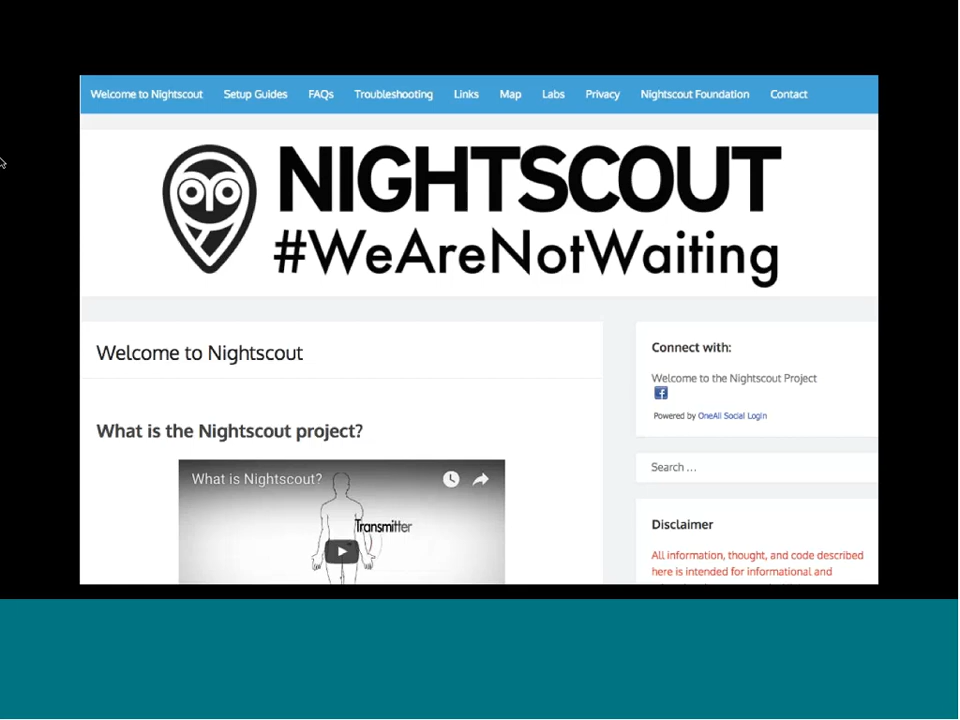 Welcome to Nightscout Setup Guides FAQs Troubleshooting Links Map Labs Privacy Nightscout Foundation Contact
NIGHTSCOUT
#WeAreNotWaiting
Welcome to Nightscout
What is the Nightscout project?
What is Nightscout?
Transmitter
Connect with:
Welcome to the Nightscout Project
Powered by OneAll Social Login
Search ...
Disclaimer
All information, thought, and code described
here is intended for informational and